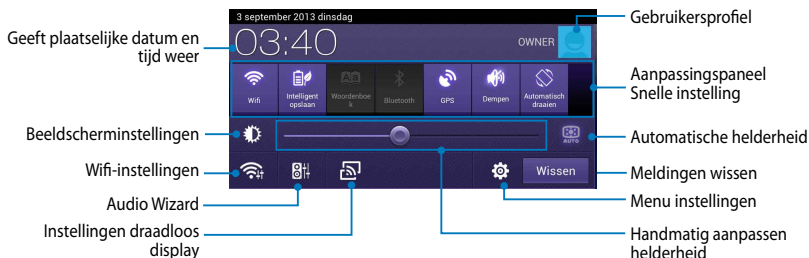 3 september 2013 dinsdag
03:40
OWNER
Wifi
Intelligent
opslaan
Woordenboe
k
Bluetooth
GPS
Dempen
Automatisch
draaien
AUTO
Wissen
Geeft plaatselijke datum en
tijd weer
Beeldscherminstellingen
Wifi-instellingen
Audio Wizard
Instellingen draadloos
display
Gebruikersprofiel
Aanpassingspaneel
Snelle instelling
Automatische helderheid
Meldingen wissen
Menu instellingen
Handmatig aanpassen
helderheid